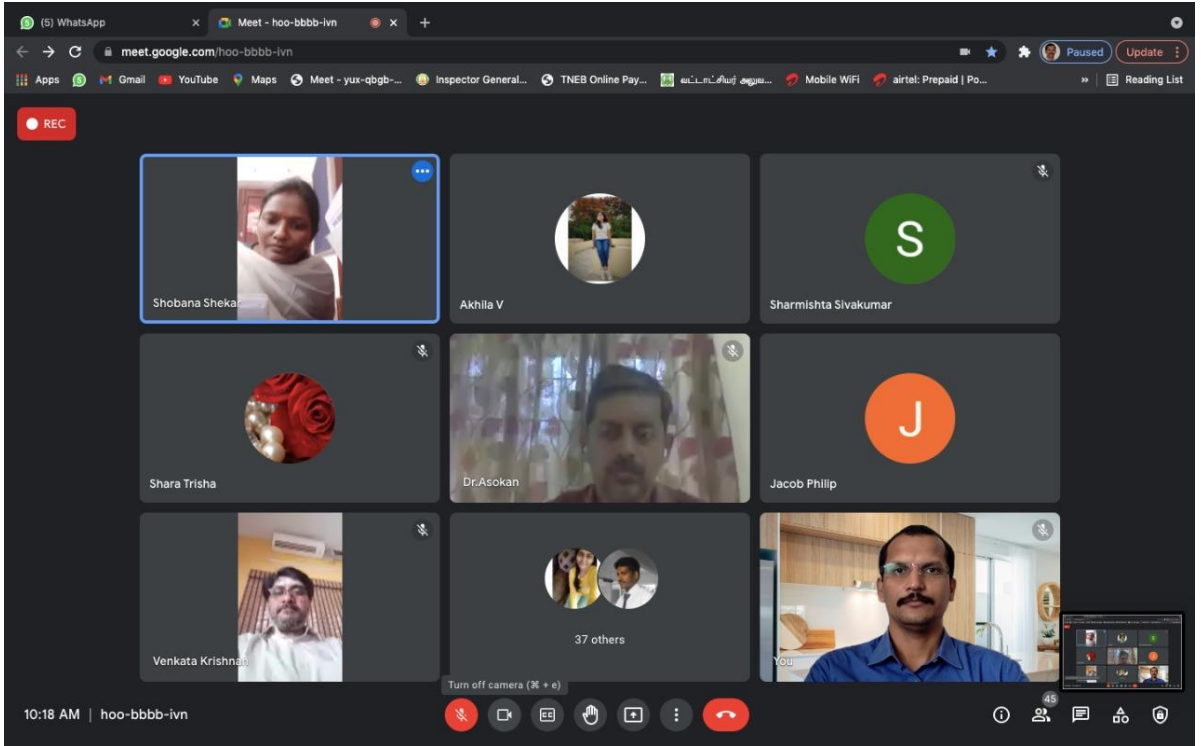 (5) WhatsApp
Meet - hoo-bbbb-ivn
meet.google.com/hoo-bbbb-ivn
Paused
Update
Apps
Gmail
YouTube
Maps
Meet - yux-qbgb-...
Inspector General...
TNEB Online Pay...
வட்டாட்சியர் அலுவ...
Mobile WiFi
airtel: Prepaid | Po...
»
Reading List
REC
Shobana Shekar
Akhila V
S
Sharmishta Sivakumar
Shara Trisha
Dr.Asokan
J
Jacob Philip
Venkata Krishnan
37 others
You
Turn off camera (⌘ + e)
10:18 AM | hoo-bbbb-ivn
45